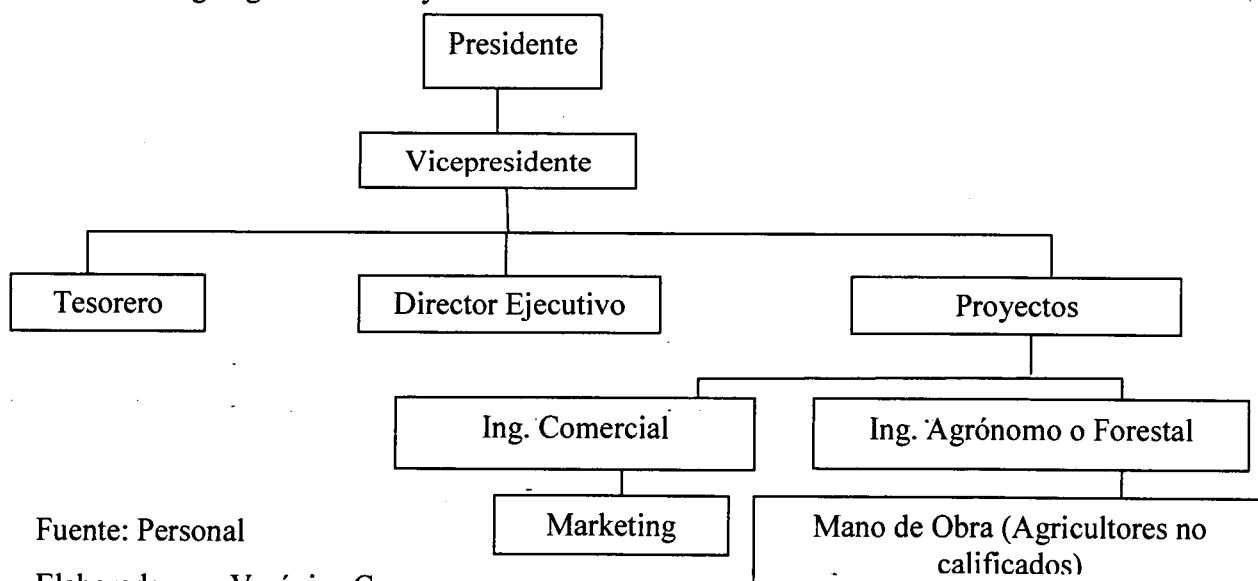 Presidente
Vicepresidente
Tesorero
Director Ejecutivo
Proyectos
Ing. Comercial
Ing. Agrónomo o Forestal
Marketing
Mano de Obra (Agricultores no
calificados)
Fuente: Personal